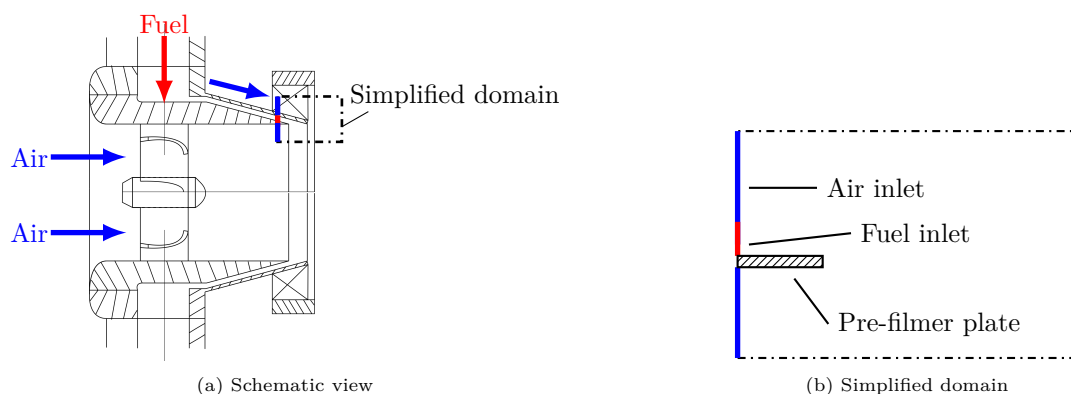 Fuel
Simplified domain
Air
Air
(a) Schematic view
Air inlet
Fuel inlet
Pre-filmer plate
(b) Simplified domain